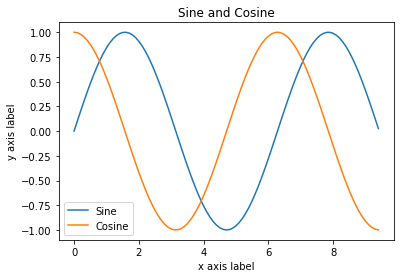 Sine and Cosine
1.00
0.75
0.50
0.25
0.00
−0.25
−0.50
−0.75
−1.00
y axis label
Sine
Cosine
0 2 4 6 8
x axis label